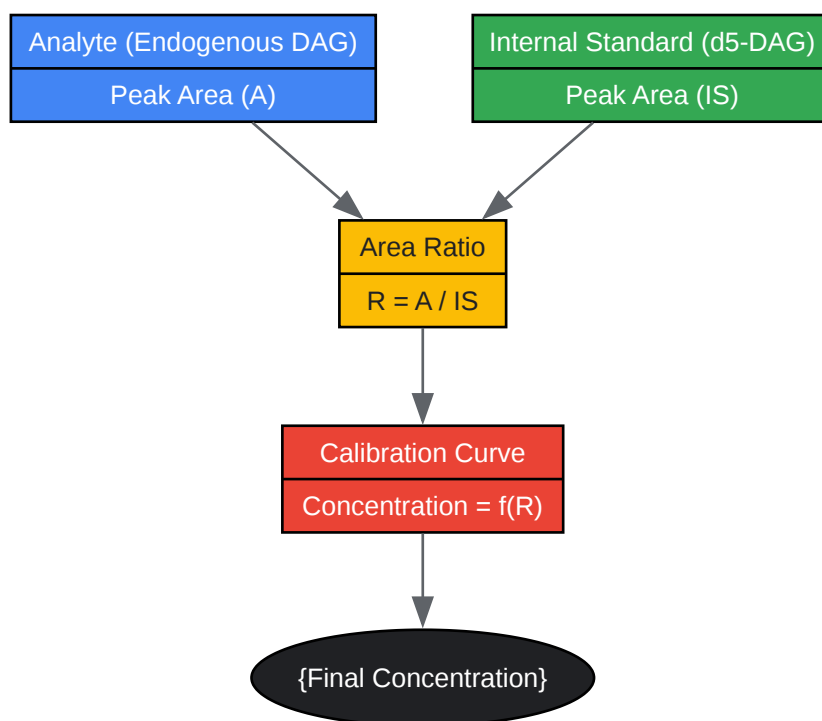 Analyte (Endogenous DAG)
Peak Area (A)
Internal Standard (d5-DAG)
Peak Area (IS)
Area Ratio
R = A / IS
Calibration Curve
Concentration = f(R)
{Final Concentration}